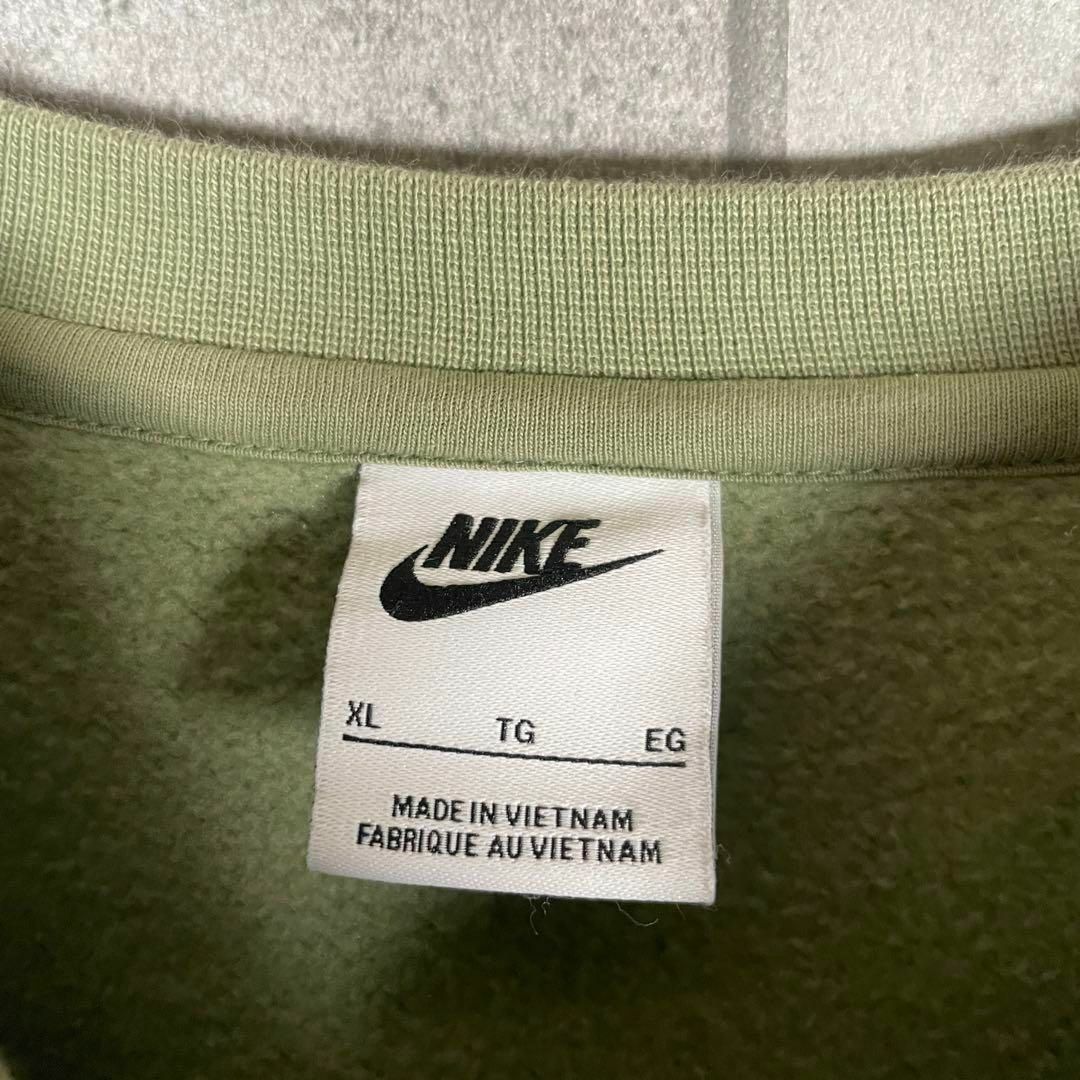 NIKE
XL TG EG
MADE IN VIETNAM
FABRIQUE AU VIETNAM